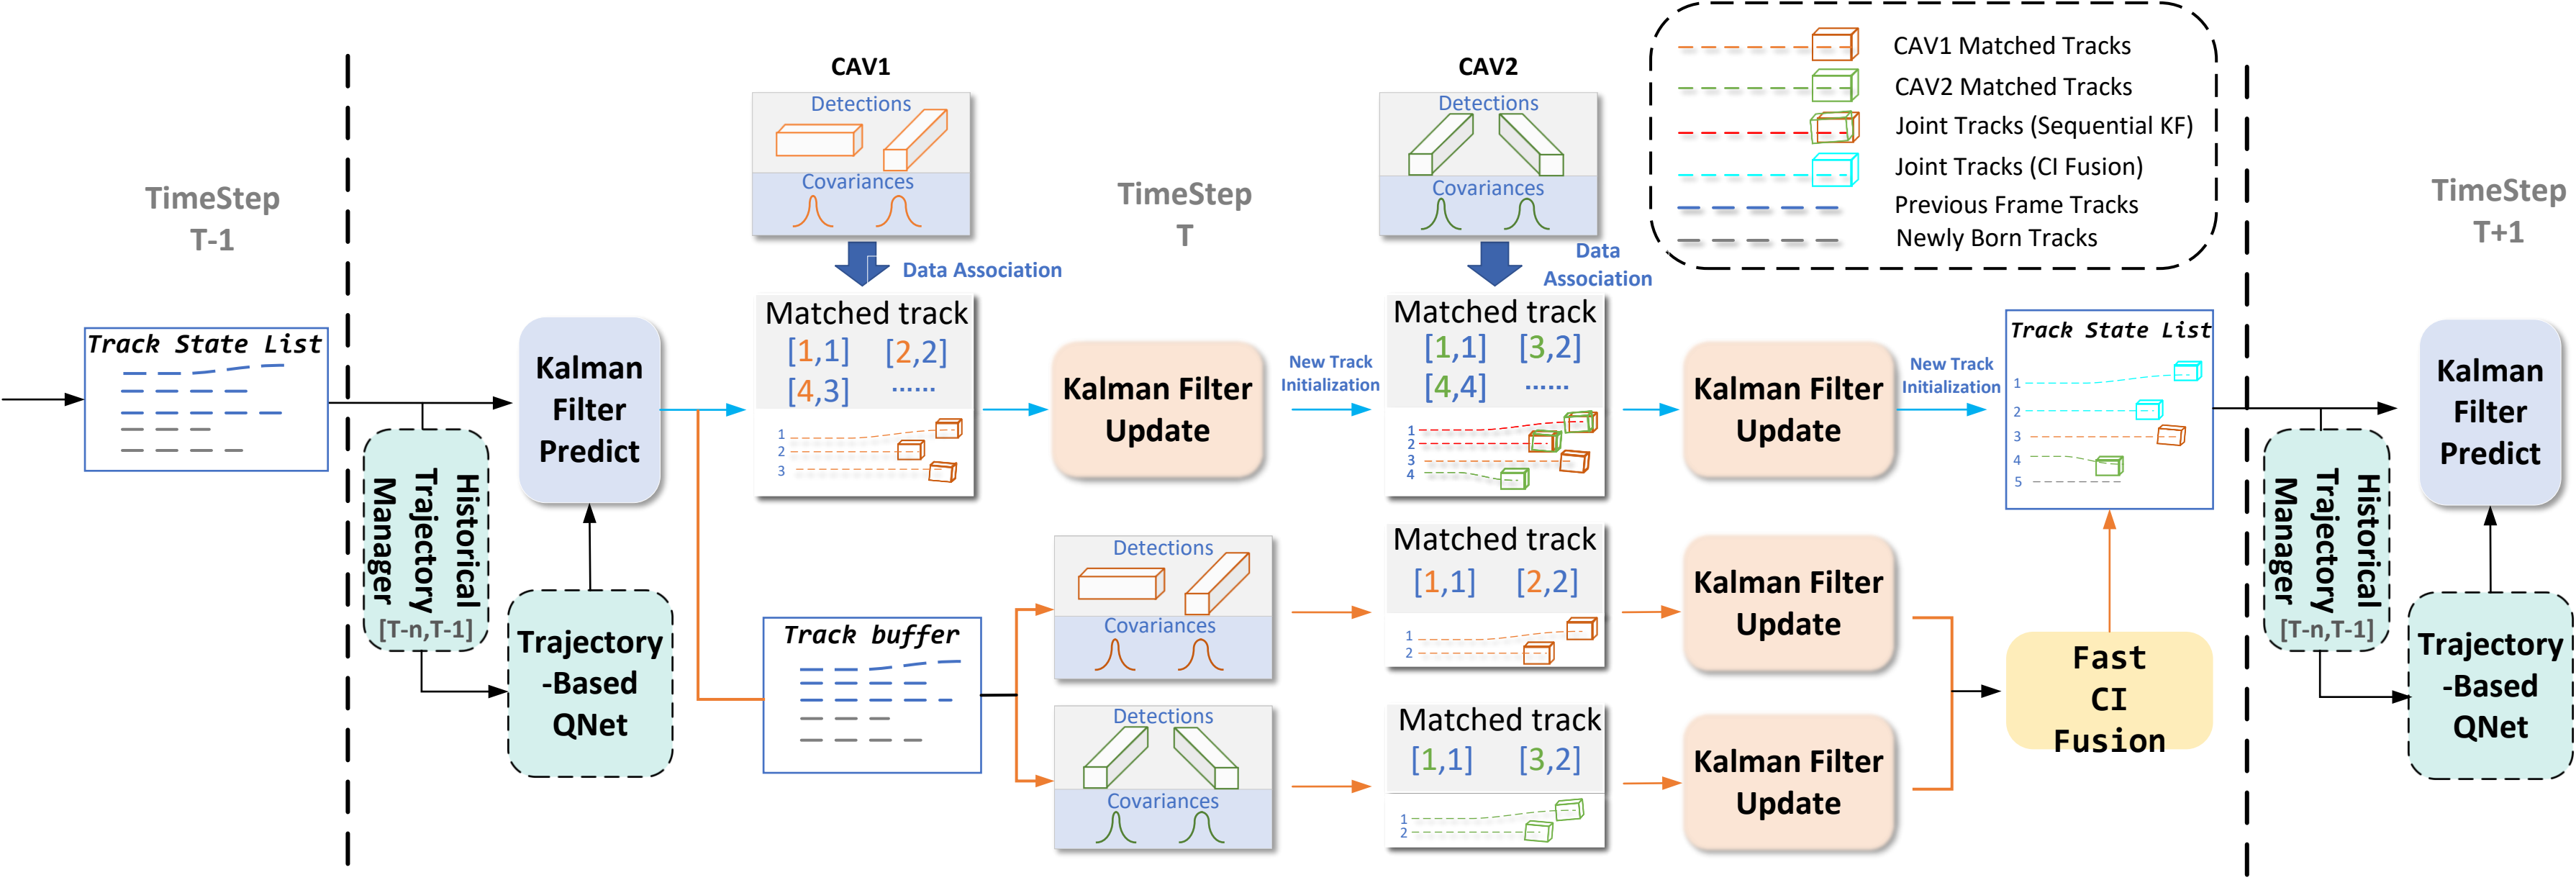 TimeStep
T-1
Track State List
Historical
Trajectory
Manager
[T-n,T-1]
Kalman
Filter
Predict
Trajectory
-Based
QNet
CAV1
Detections
Covariances
Data Association
Matched track
[1,1] [2,2]
[4,3] ......
1
2
3
Kalman Filter
Update
TimeStep
T
New Track
Initialization
CAV2
Detections
Covariances
Data
Association
Matched track
[1,1] [3,2]
[4,4] ......
1
2
3
4
Kalman Filter
Update
New Track
Initialization
Track State List
1
2
3
4
5
Track buffer
Detections
Covariances
Matched track
[1,1] [2,2]
1
2
Kalman Filter
Update
Detections
Covariances
Matched track
[1,1] [3,2]
1
2
Kalman Filter
Update
Fast
CI
Fusion
CAV1 Matched Tracks
CAV2 Matched Tracks
Joint Tracks (Sequential KF)
Joint Tracks (CI Fusion)
Previous Frame Tracks
Newly Born Tracks
TimeStep
T+1
Historical
Trajectory
Manager
[T-n,T-1]
Kalman
Filter
Predict
Trajectory
-Based
QNet